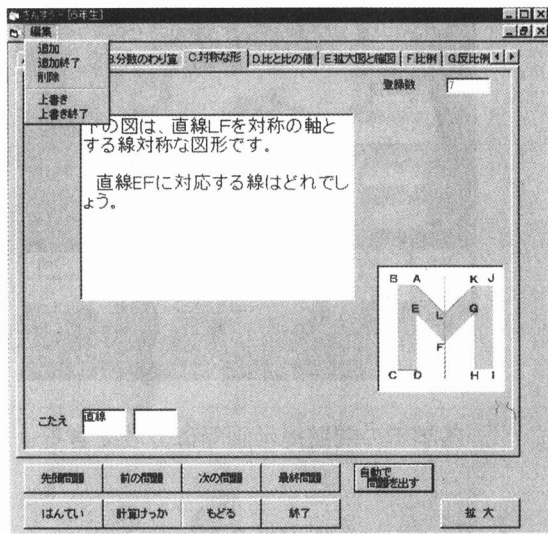 さんすう - [6年生]
編集
追加
追加終了
削除
上書き
上書き終了
B.分数のわり算 C.対称な形 D.比と比の値 E.拡大図と縮図 F.比例 G.反比例
登録数 7
下の図は、直線LFを対称の軸と
する線対称な図形です。
直線EFに対応する線はどれでし
ょう。
B A K J
E L G
F
C D H I
こたえ 直線
先頭問題 前の問題 次の問題 最終問題 自動で
問題を出す
はんてい 計算けっか もどる 終了 拡大